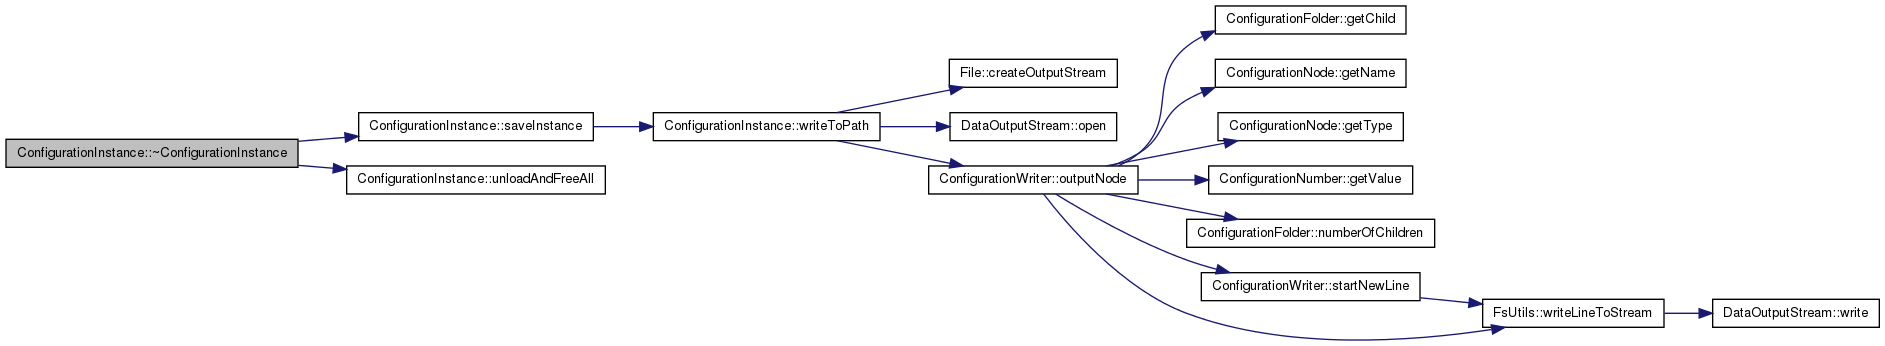 ConfigurationInstance::~ConfigurationInstance
ConfigurationInstance::saveInstance
ConfigurationInstance::unloadAndFreeAll
ConfigurationInstance::writeToPath
File::createOutputStream
DataOutputStream::open
ConfigurationWriter::outputNode
ConfigurationFolder::getChild
ConfigurationNode::getName
ConfigurationNode::getType
ConfigurationNumber::getValue
ConfigurationFolder::numberOfChildren
ConfigurationWriter::startNewLine
FsUtils::writeLineToStream
DataOutputStream::write